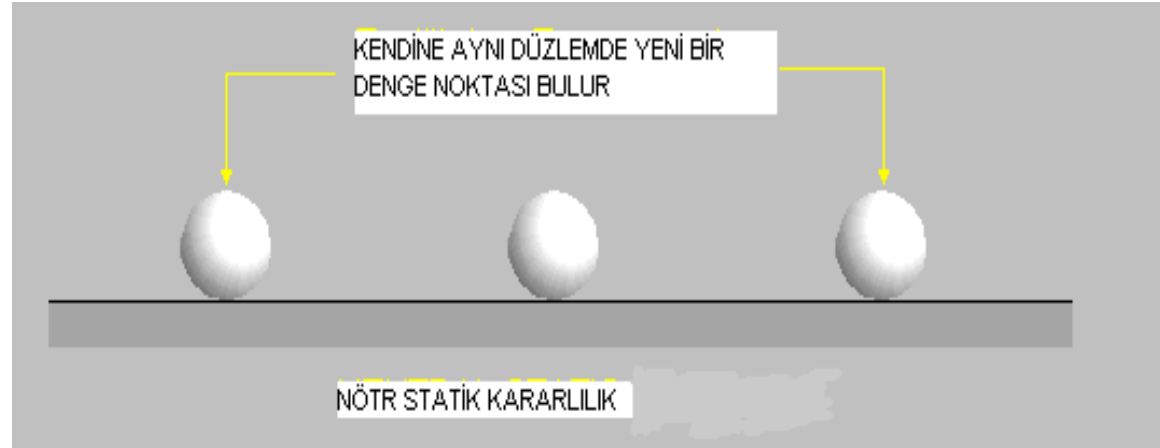 KENDİNE AYNI DÜZLEMDE YENİ BİR
DENGE NOKTASI BULUR
NÖTR STATİK KARARLILIK